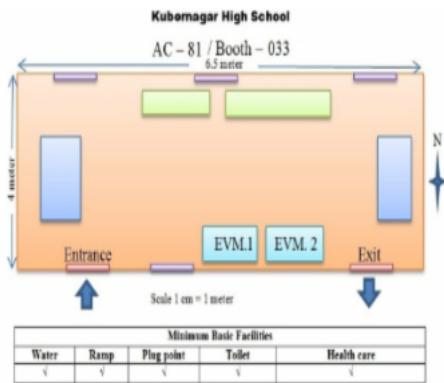 Kubernagar High School
AC – 81 / Booth – 033
6.5 meter
4 meter
N
EVM.1
EVM. 2
Entrance
Exit
Scale 1 cm = 1 meter
Minimum Basic Facilities
Water Ramp Plug point Toilet Health care
√ √ √ √ √